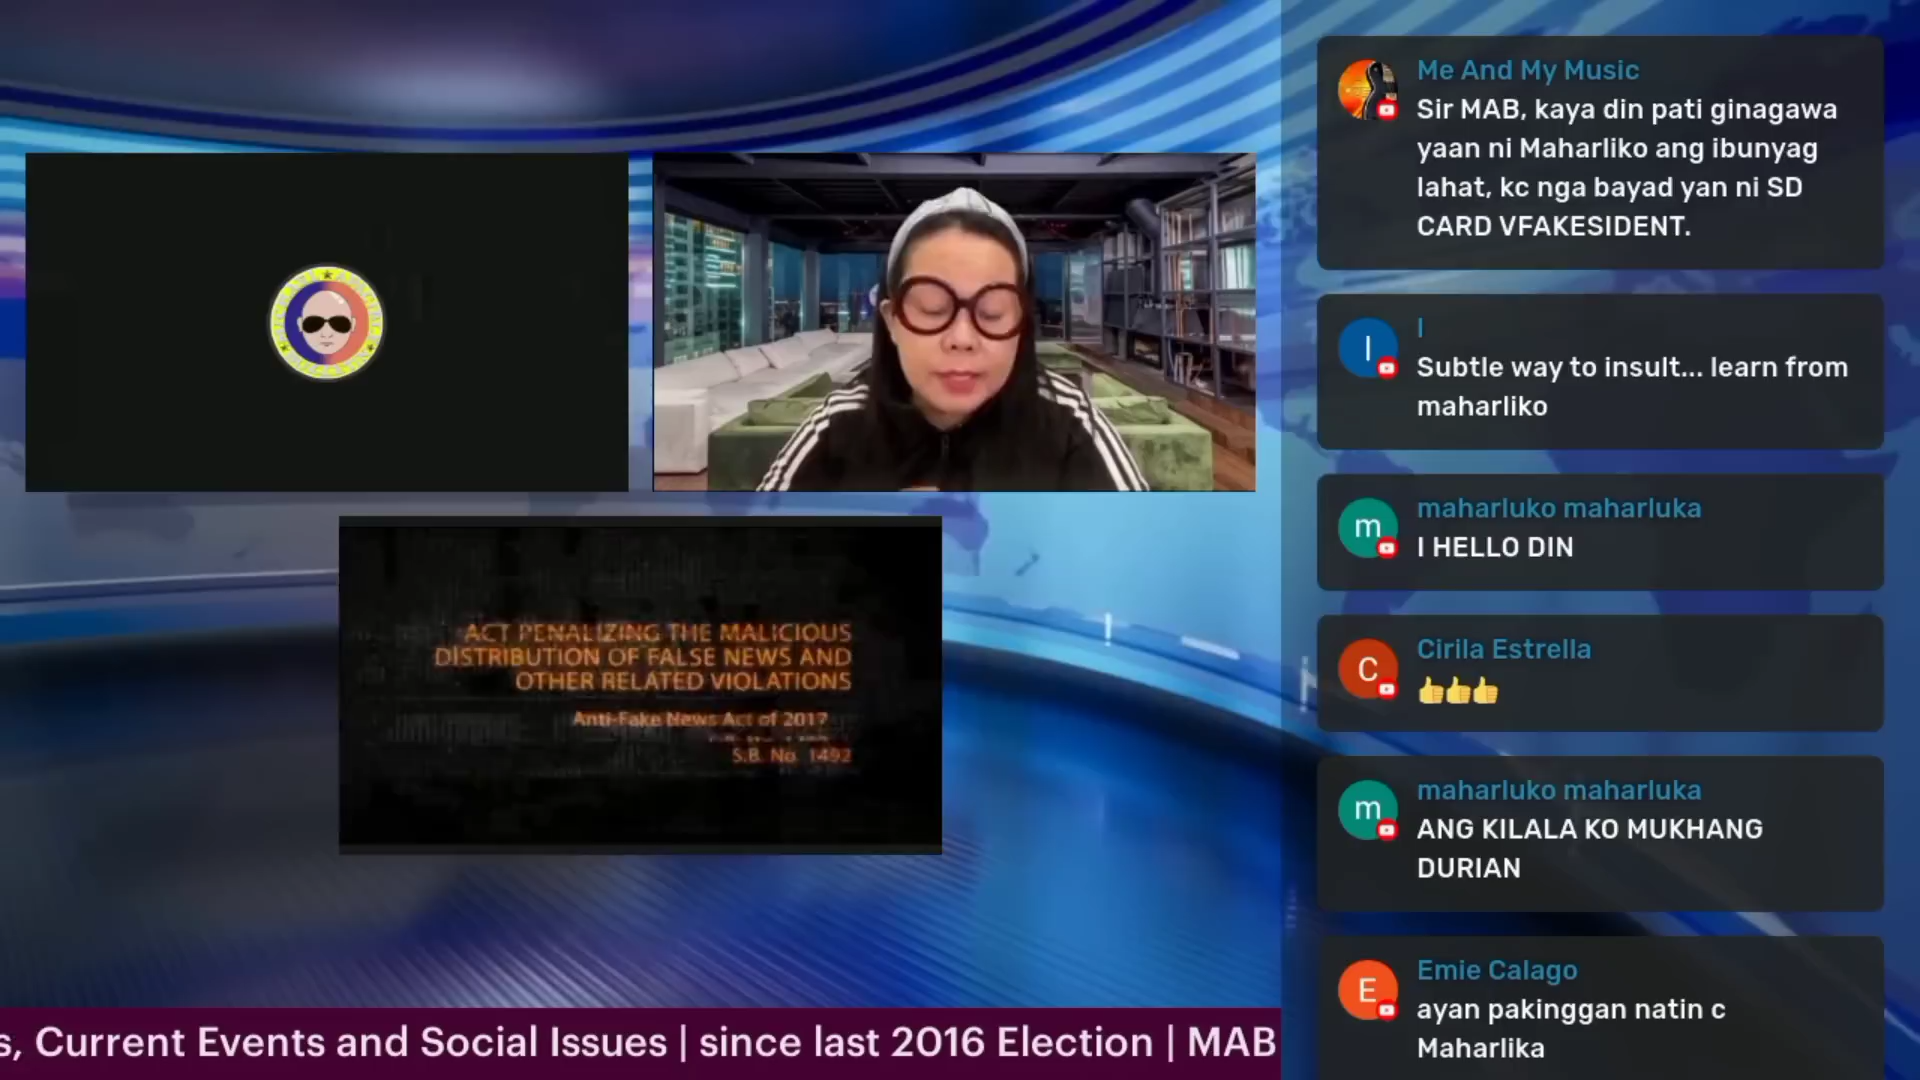 Me And My Music
Sir MAB, kaya din pati ginagawa
yaan ni Maharliko ang ibunyag
lahat, kc nga bayad yan ni SD
CARD VFAKESIDENT.
I
I
Subtle way to insult... learn from
maharliko
m
maharluko maharluka
I HELLO DIN
C
Cirila Estrella
m
maharluko maharluka
ANG KILALA KO MUKHANG
DURIAN
E
Emie Calago
ayan pakinggan natin c
Maharlika
ACT PENALIZING THE MALICIOUS
DISTRIBUTION OF FALSE NEWS AND
OTHER RELATED VIOLATIONS
Anti-Fake News Act of 2017
S.B. No. 1492
s, Current Events and Social Issues | since last 2016 Election | MAB